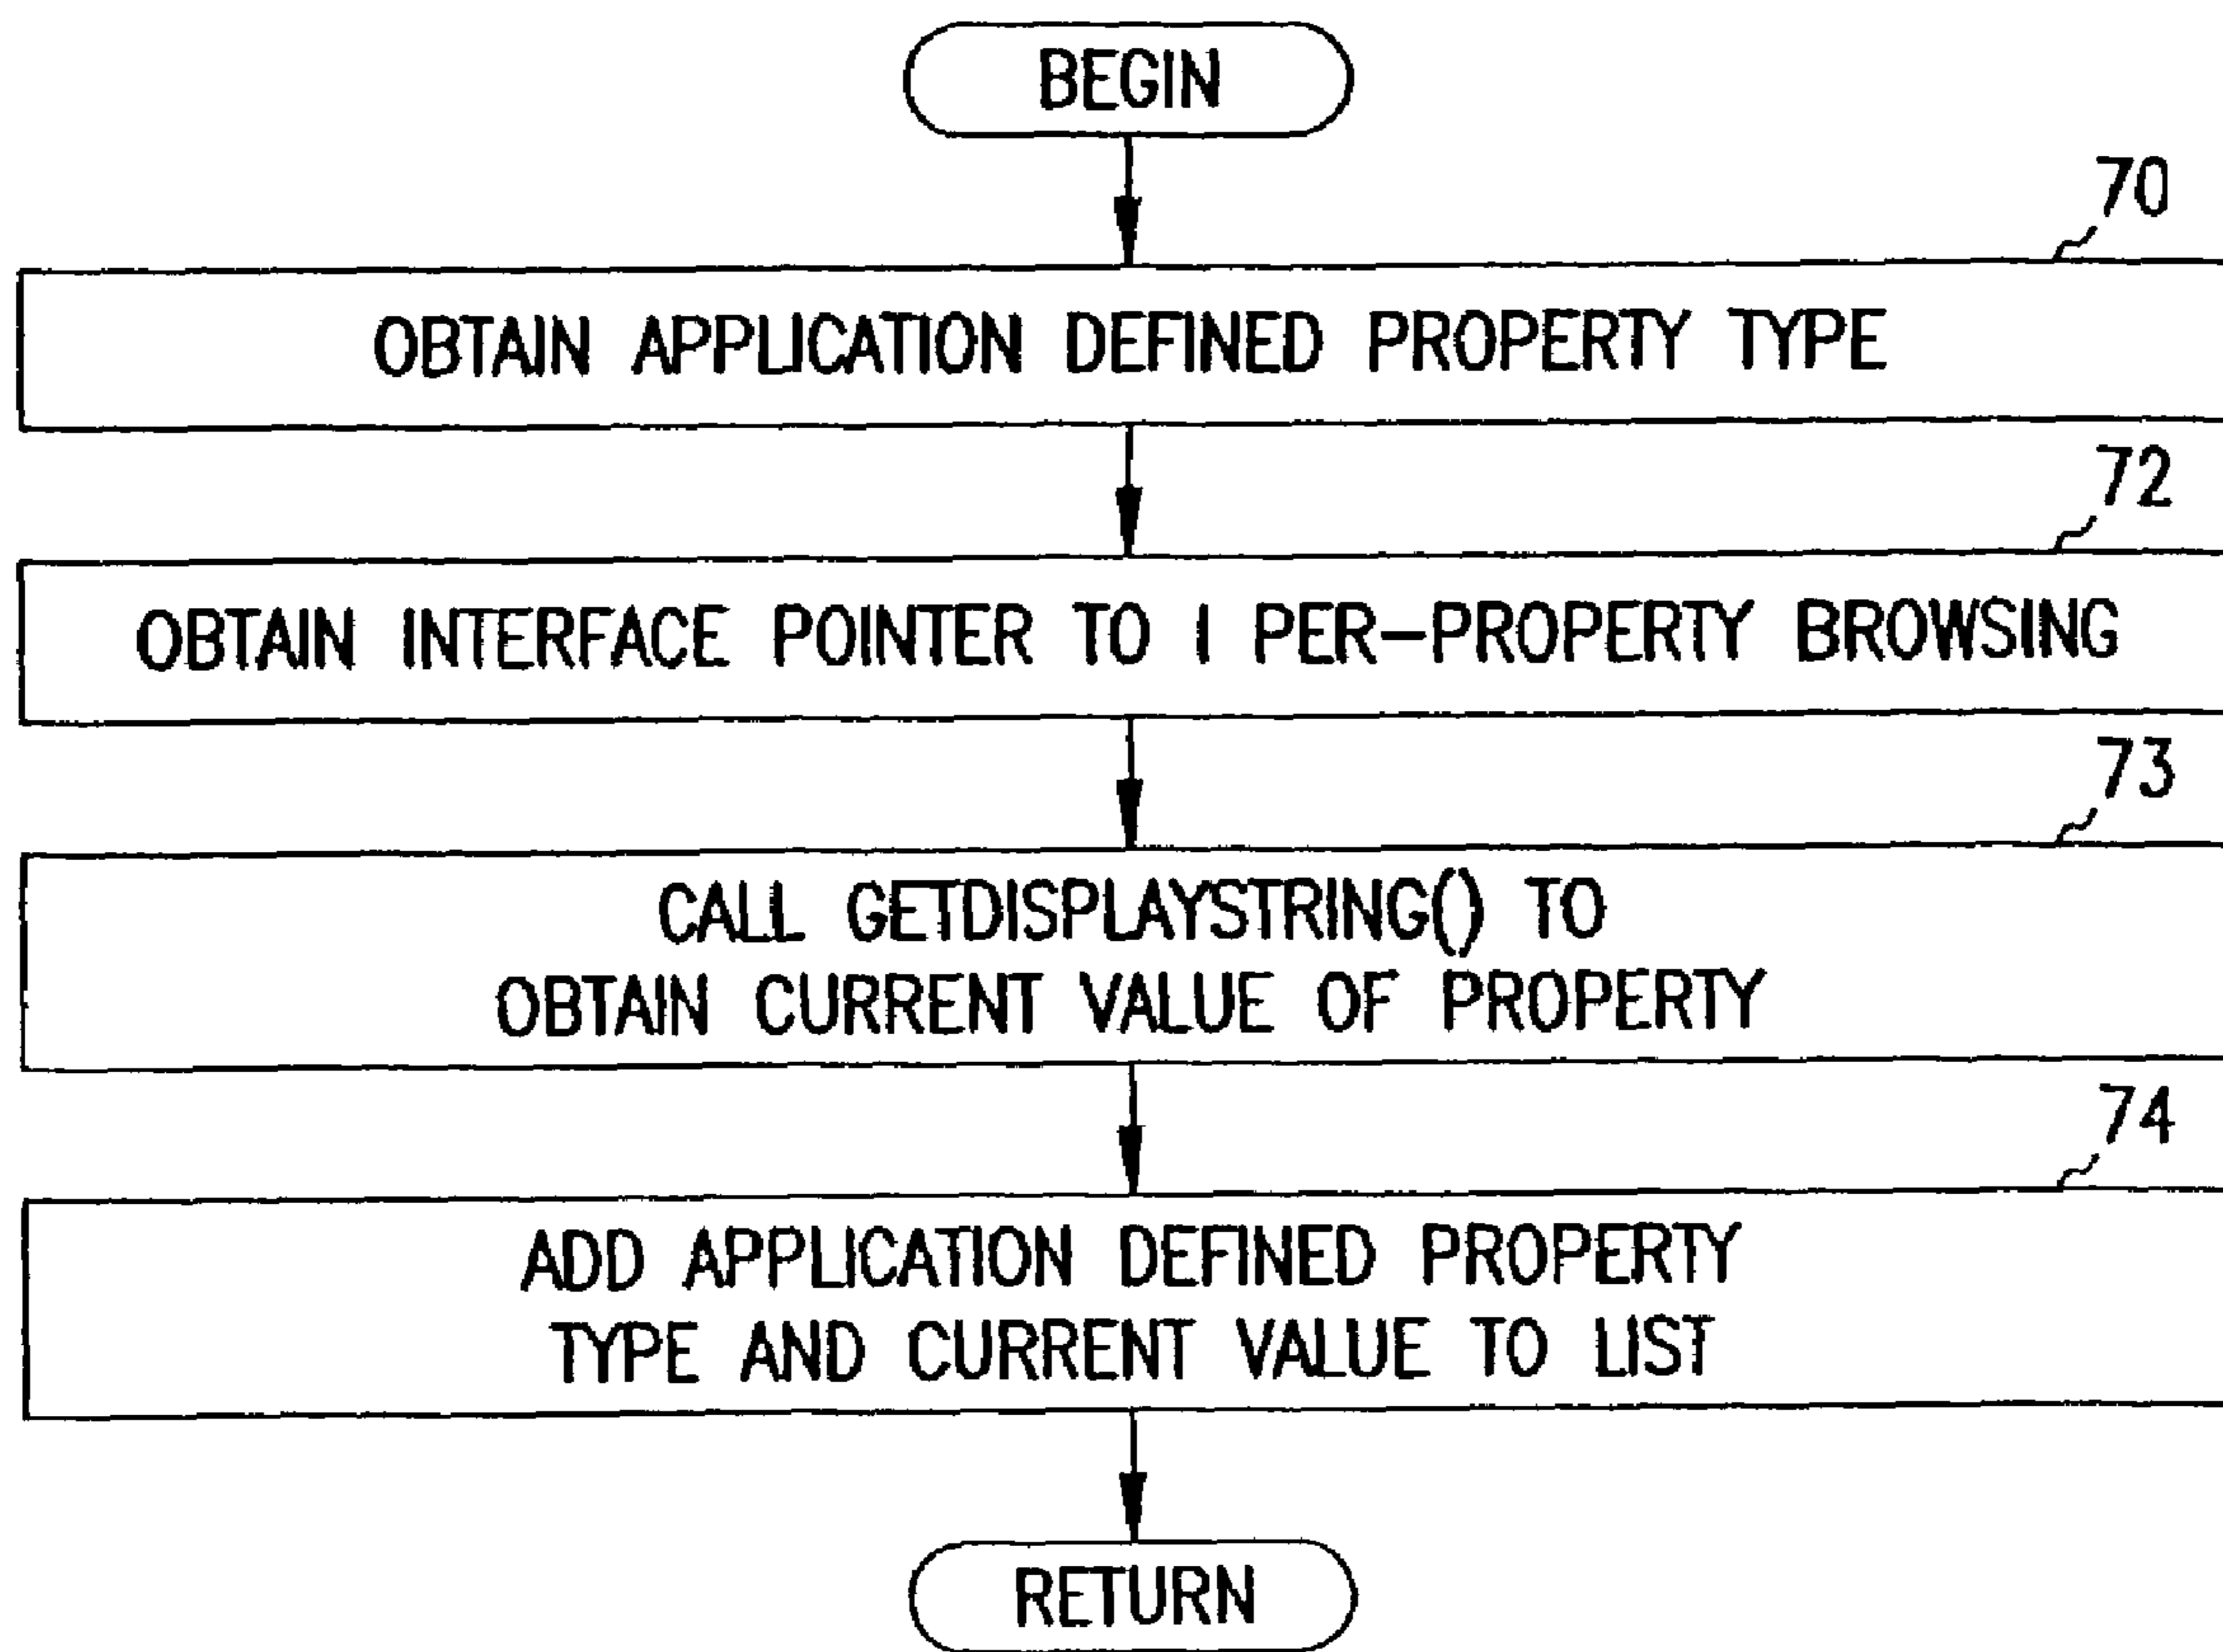 BEGIN
70
OBTAIN APPLICATION DEFINED PROPERTY TYPE
72
OBTAIN INTERFACE POINTER TO I PER-PROPERTY BROWSING
73
CALL GETDISPLAYSTRING() TO
OBTAIN CURRENT VALUE OF PROPERTY
74
ADD APPLICATION DEFINED PROPERTY
TYPE AND CURRENT VALUE TO LIST
RETURN